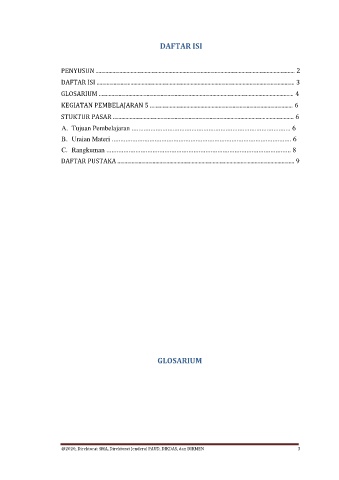 DAFTAR ISI
PENYUSUN ........................................ 2
DAFTAR ISI ........................................ 3
GLOSARIUM ........................................ 4
KEGIATAN PEMBELAJARAN 5 ........................................ 6
STUKTUR PASAR ........................................ 6
A. Tujuan Pembelajaran ........................................ 6
B. Uraian Materi ........................................ 6
C. Rangkuman ........................................ 8
DAFTAR PUSTAKA ........................................ 9
GLOSARIUM
@2020, Direktorat SMA, Direktorat Jenderal PAUD, DIKDAS, dan DIKMEN 3